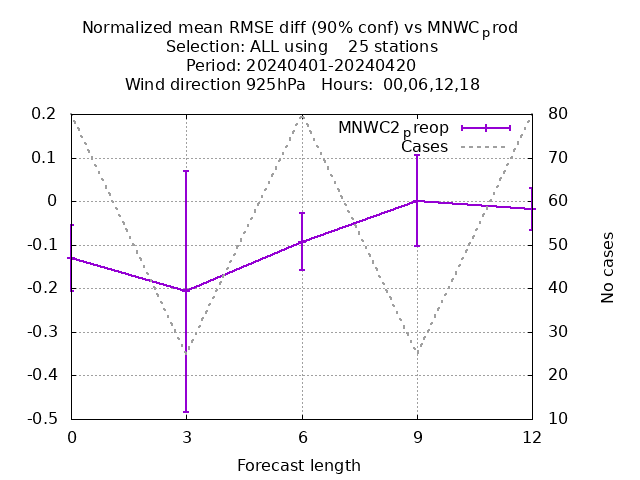 Normalized mean RMSE diff (90% conf) vs MNWCprod
Selection: ALL using    25 stations
Period: 20240401-20240420
Wind direction 925hPa   Hours:  00,06,12,18
MNWC2preop
Cases
0.2
0.1
0
-0.1
-0.2
-0.3
-0.4
-0.5
80
70
60
50
40
30
20
10
No cases
0 3 6 9 12
Forecast length